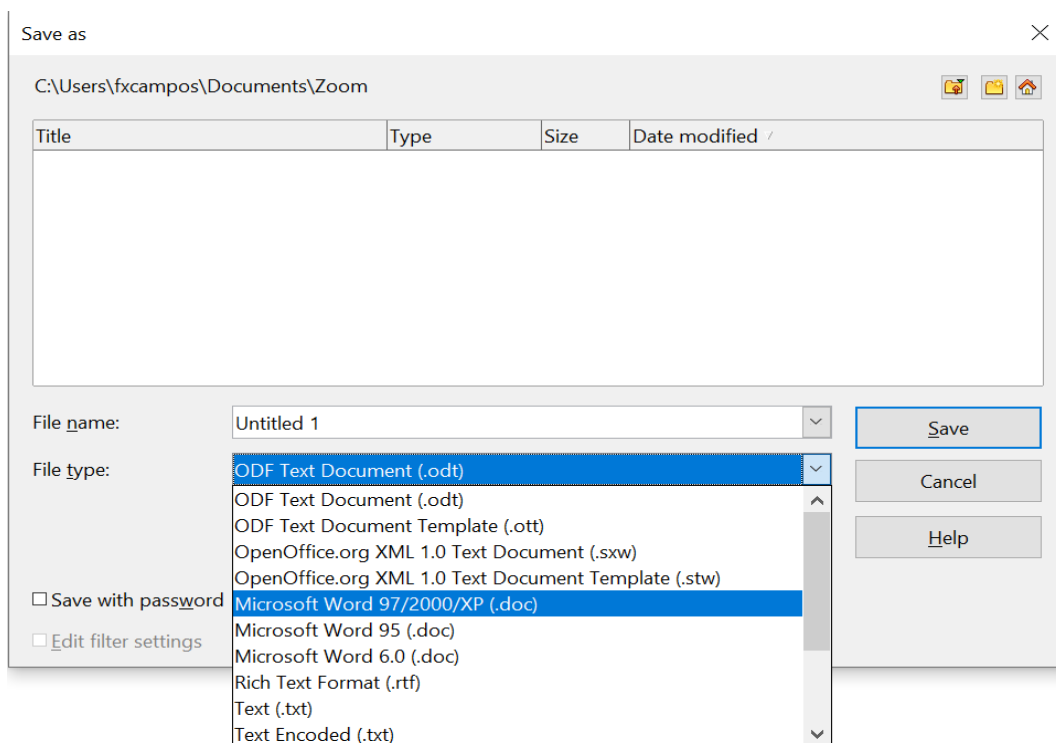 Save as
C:\Users\fxcampos\Documents\Zoom
Title Type Size Date modified
File name: Untitled 1 Save
File type: ODF Text Document (.odt)
Cancel
ODF Text Document (.odt)
ODF Text Document Template (.ott)
Help
OpenOffice.org XML 1.0 Text Document (.sxw)
OpenOffice.org XML 1.0 Text Document Template (.stw)
Save with password Microsoft Word 97/2000/XP (.doc)
Microsoft Word 95 (.doc)
Edit filter settings
Microsoft Word 6.0 (.doc)
Rich Text Format (.rtf)
Text (.txt)
Text Encoded (.txt)